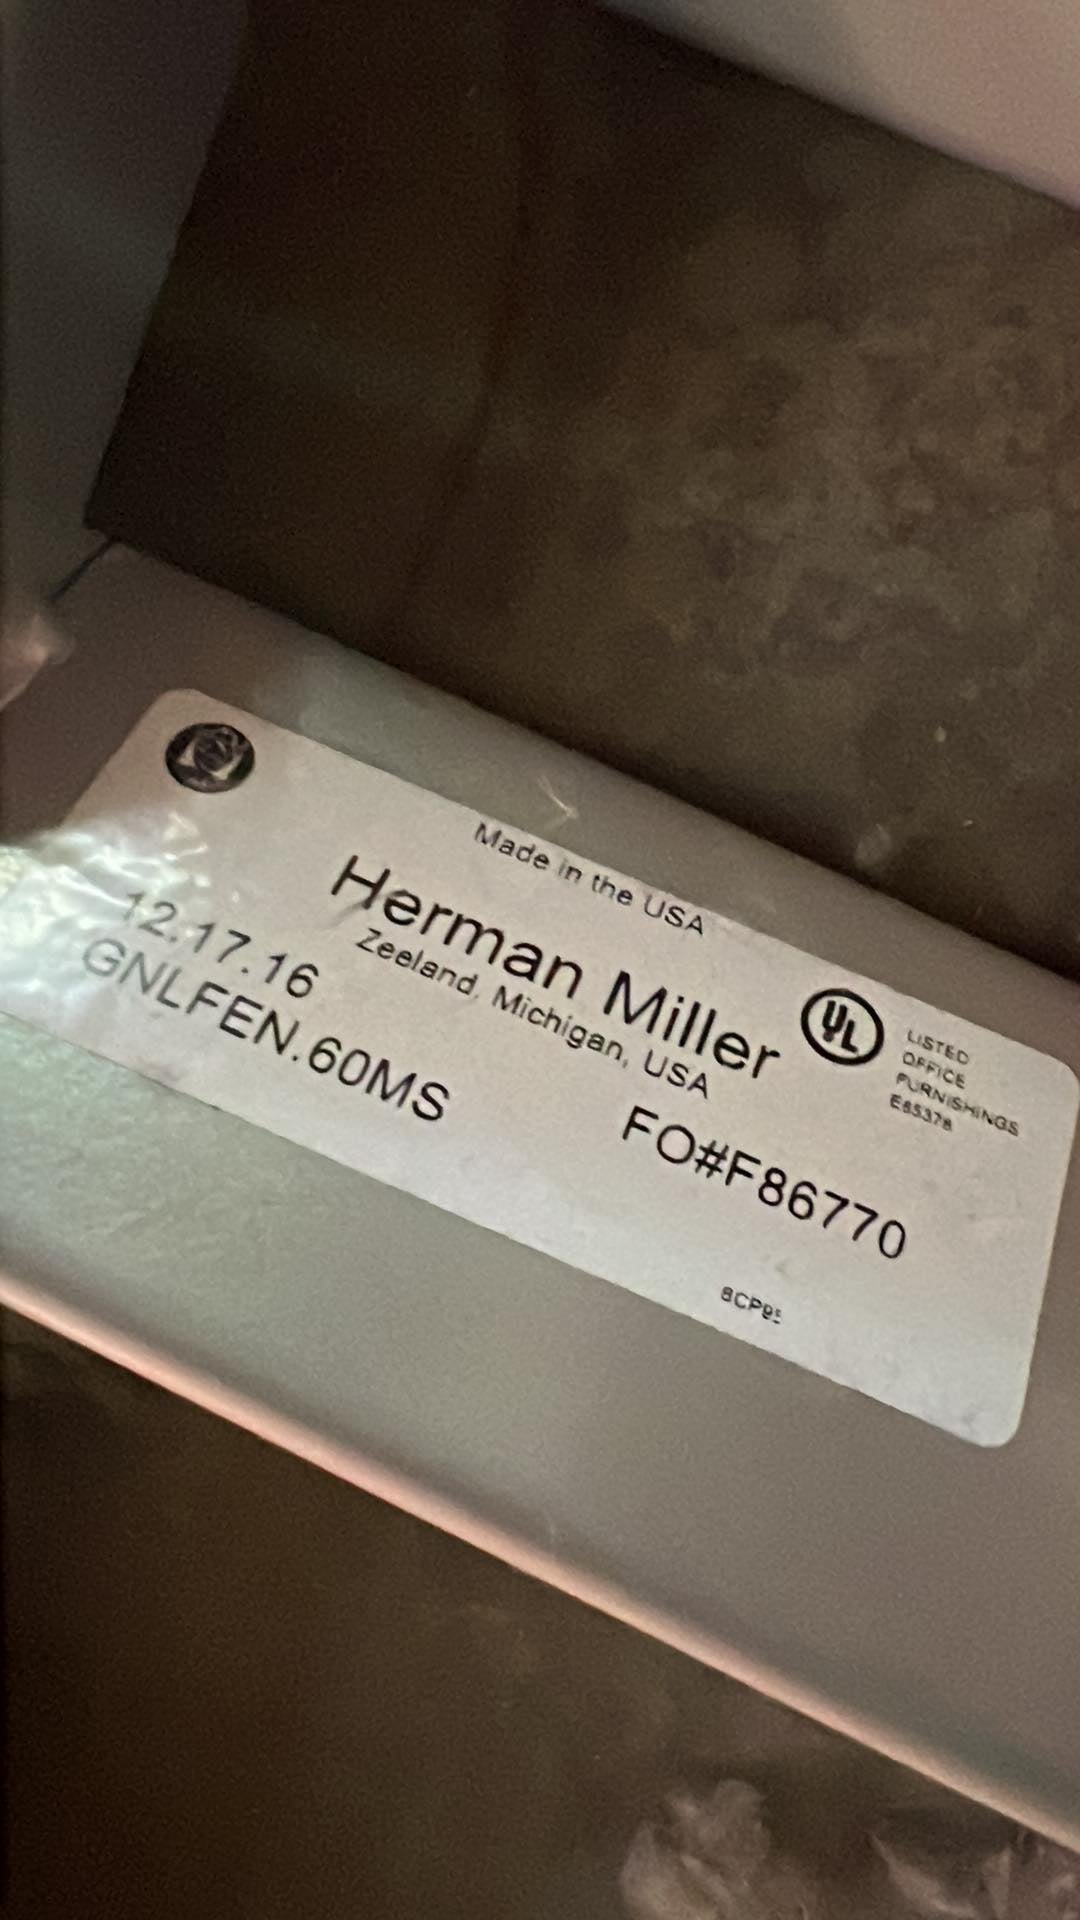 Made in the USA
Herman Miller
Zeeland, Michigan, USA
UL
LISTED
OFFICE
FURNISHINGS
12.17.16
GNLFEN.60MS
FO#F86770